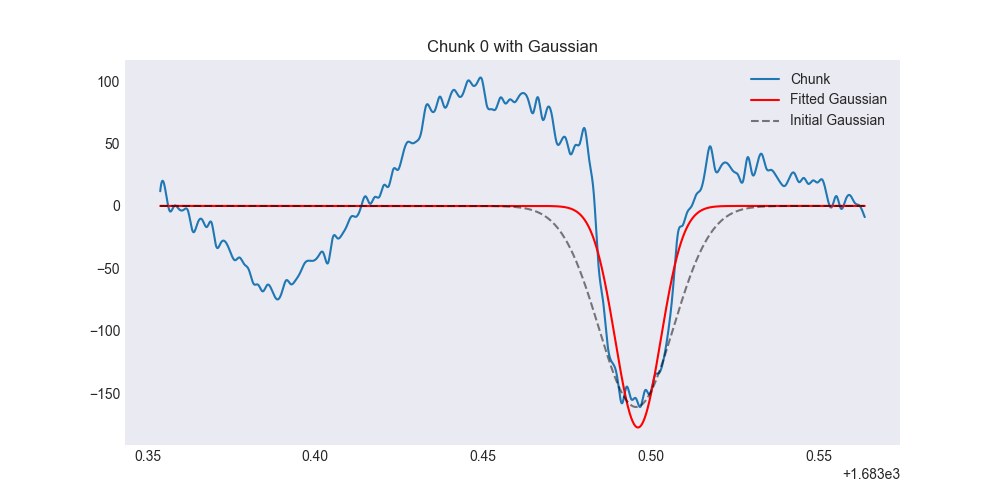 Chunk 0 with Gaussian
Chunk
Fitted Gaussian
Initial Gaussian
100
50
0
−50
−100
−150
0.35 0.40 0.45 0.50 0.55
+1.683e3